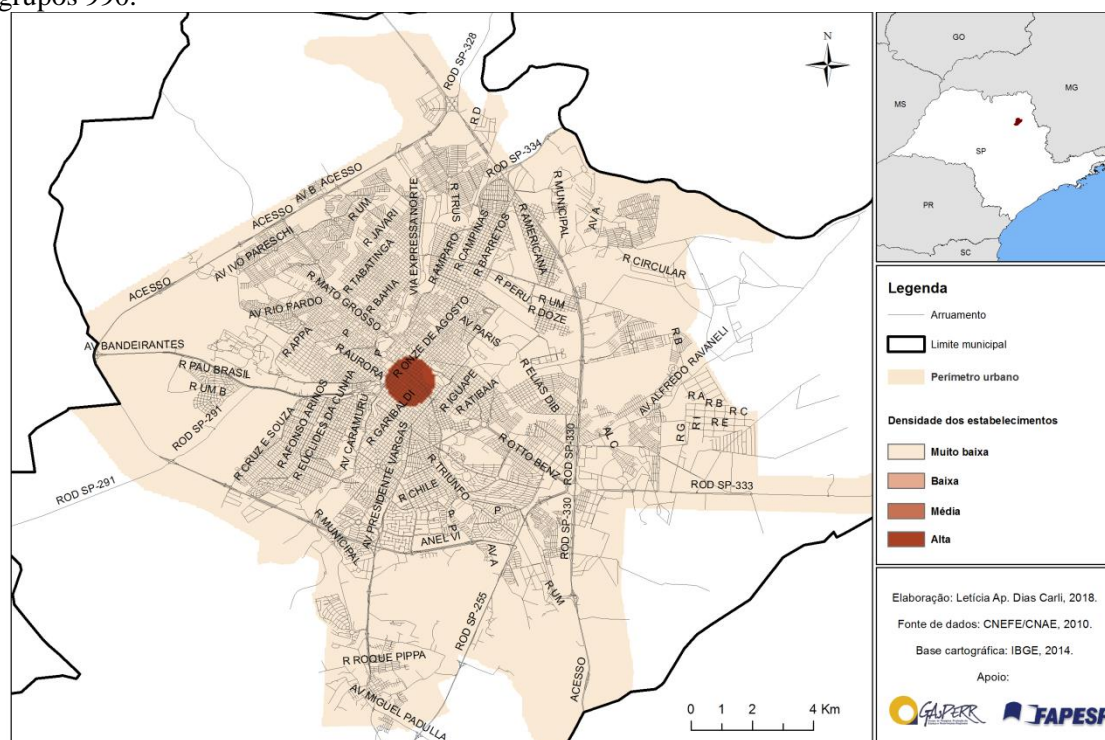 grupos 990.
N
ROD SP-328
R D
ROD SP-334
ACESSO
AV B
ACESSO
R UM
R JAVARI
R TABATINGA
AV IVO PARESCHI
ACESSO
R MATO GROSSO
R BAHIA
VIA EXPRESSA NORTE
R TRUS
R AMPARO
R CAMPINAS
R BARRETOS
R AMERICANA
R MUNICIPAL
AV A
R CIRCULAR
R PERU
R UM
R DOZE
AV RIO PARDO
R APPA
P
P
R AURORA
R ONZE DE AGOSTO
AV PARIS
AV BANDEIRANTES
R PAU BRASIL
R UM B
ROD SP-291
R CRUZ E SOUZA
R AFONSO ARINOS
R EUCLIDES DA CUNHA
AV CARAMURU
R GARIBALDI
R IGUAPE
R ATIBAIA
R ELIAS DIB
R B
AV ALFREDO RAVANELI
R A
R B
R C
R I
R E
R G
AL C
ROD SP-330
R OTTO BENZ
ROD SP-333
ROD SP-291
R MUNICIPAL
AV PRESIDENTE VARGAS
R TRIUNFO
R CHILE
P
P
P
ANEL VI
AV A
ROD SP-330
R UM
ROD SP-255
R ROQUE PIPPA
AV MIGUEL PADULLA
ACESSO
0 1 2 4 Km
GO
MS
MG
SP
PR
SC
Legenda
Arruamento
Limite municipal
Perímetro urbano
Densidade dos estabelecimentos
Muito baixa
Baixa
Média
Alta
Elaboração: Letícia Ap. Dias Carli, 2018.
Fonte de dados: CNEFE/CNAE, 2010.
Base cartográfica: IBGE, 2014.
Apoio:
GAsPERR
FAPESP